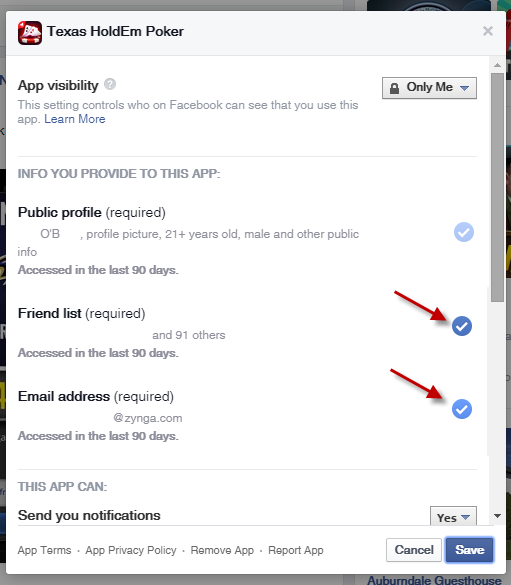 Texas HoldEm Poker
App visibility
Only Me
This setting controls who on Facebook can see that you use this
app. Learn More
INFO YOU PROVIDE TO THIS APP:
Public profile (required)
O'B , profile picture, 21+ years old, male and other public
info
Accessed in the last 90 days.
Friend list (required)
and 91 others
Accessed in the last 90 days.
Email address (required)
@zynga.com
Accessed in the last 90 days.
THIS APP CAN:
Send you notifications
Yes
App Terms · App Privacy Policy · Remove App · Report App
Cancel
Save
Auburndale Guesthouse